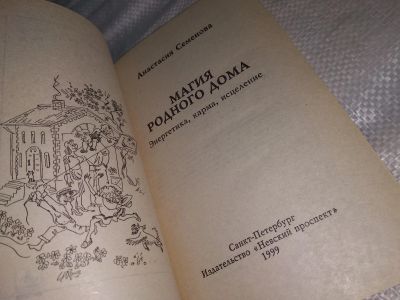 Анастасия Семенова
МАГИЯ
РОДНОГО ДОМА
Энергетика, карма, исцеление
Санкт-Петербург
Издательство «Невский проспект»
1999